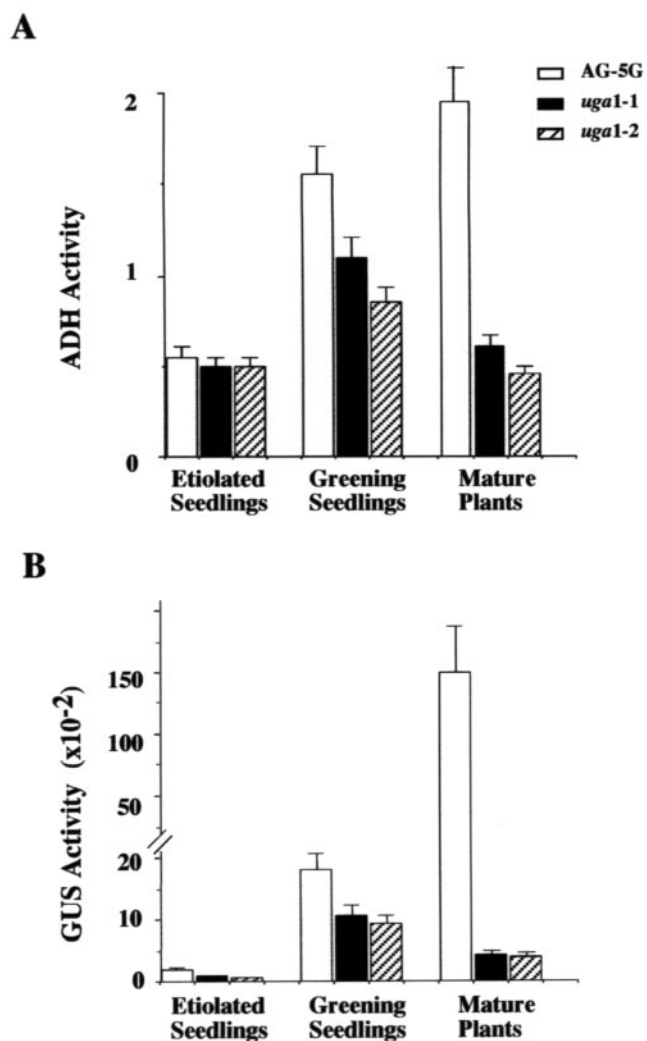 A
AG-5G
uga1-1
uga1-2
2
1
0
ADH Activity
Etiolated Greening Mature
Seedlings Seedlings Plants
B
150
100
50
20
10
0
GUS Activity (x10-2)
Etiolated Greening Mature
Seedlings Seedlings Plants